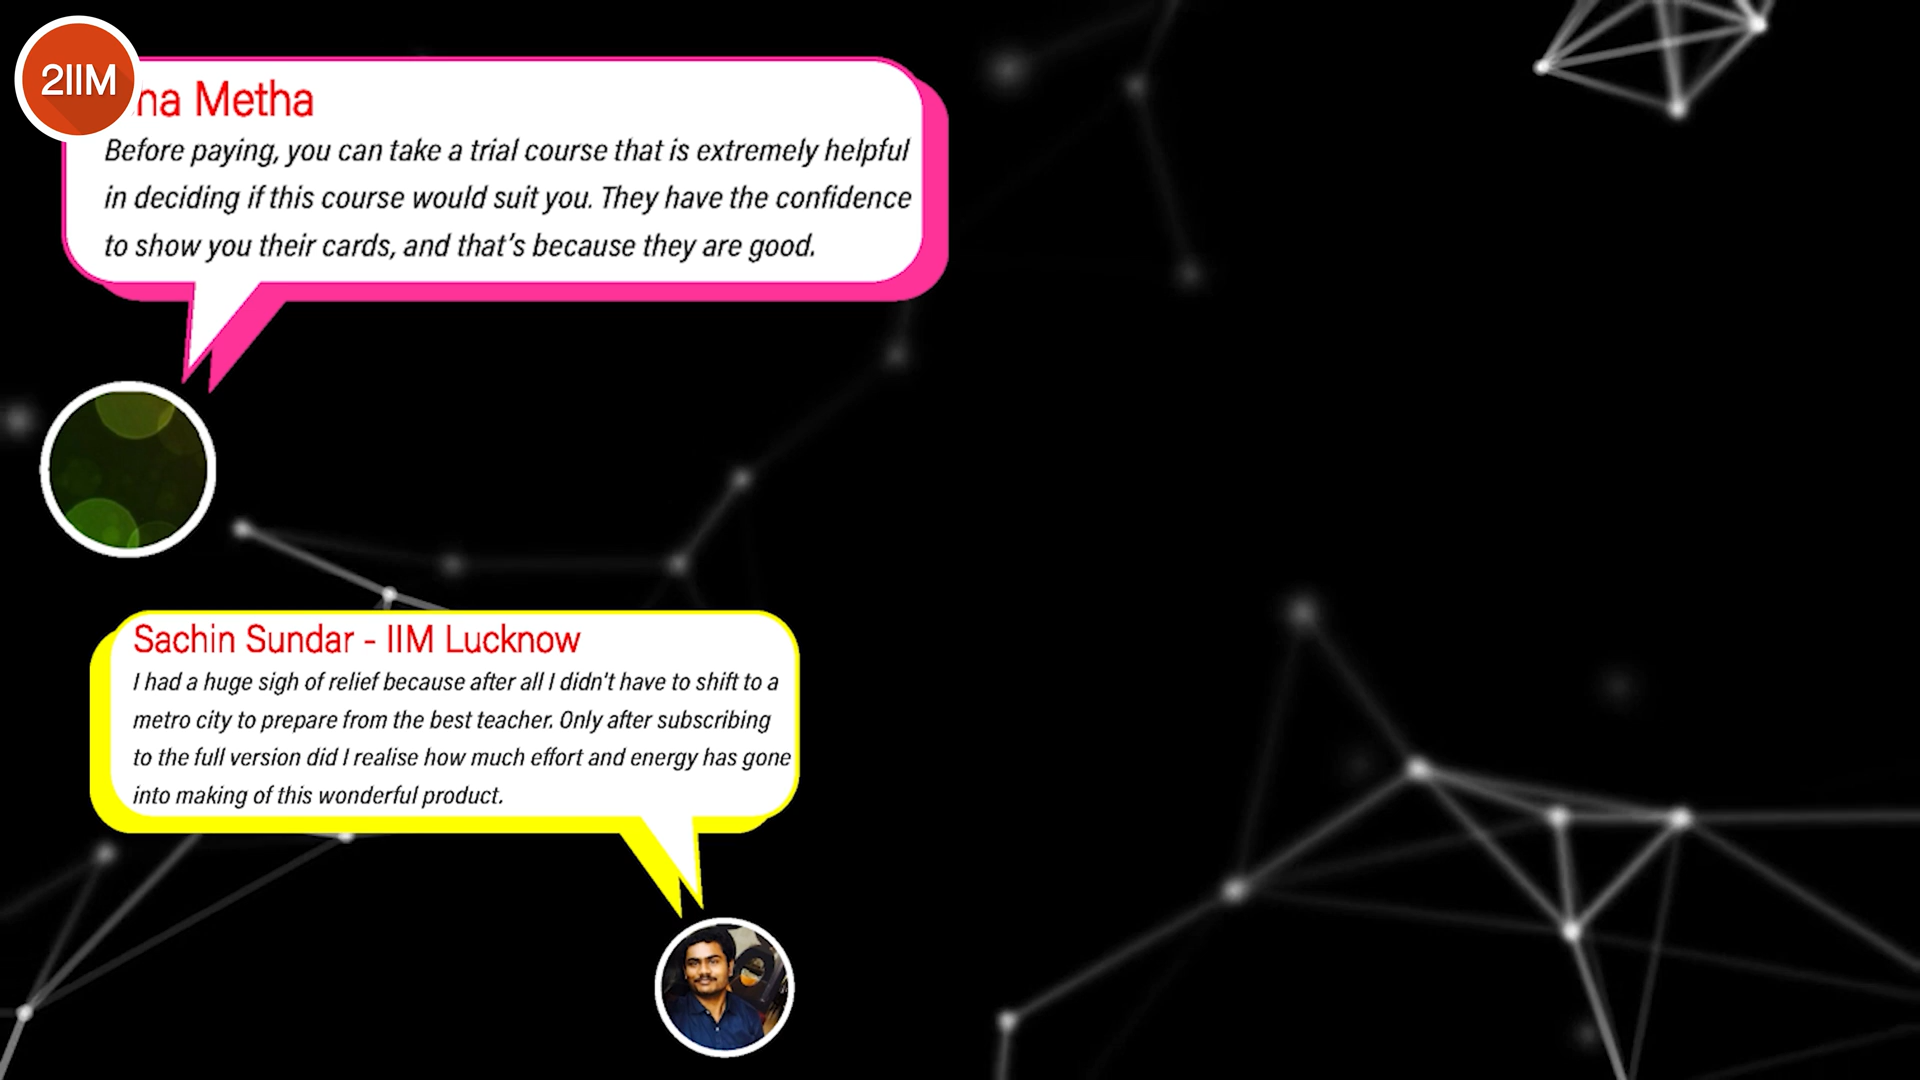 2IIM
Metha
Before paying, you can take a trial course that is extremely helpful
in deciding if this course would suit you. They have the confidence
to show you their cards, and that's because they are good.
Sachin Sundar - IIM Lucknow
I had a huge sigh of relief because after all I didn't have to shift to a
metro city to prepare from the best teacher. Only after subscribing
to the full version did I realise how much effort and energy has gone
into making of this wonderful product.